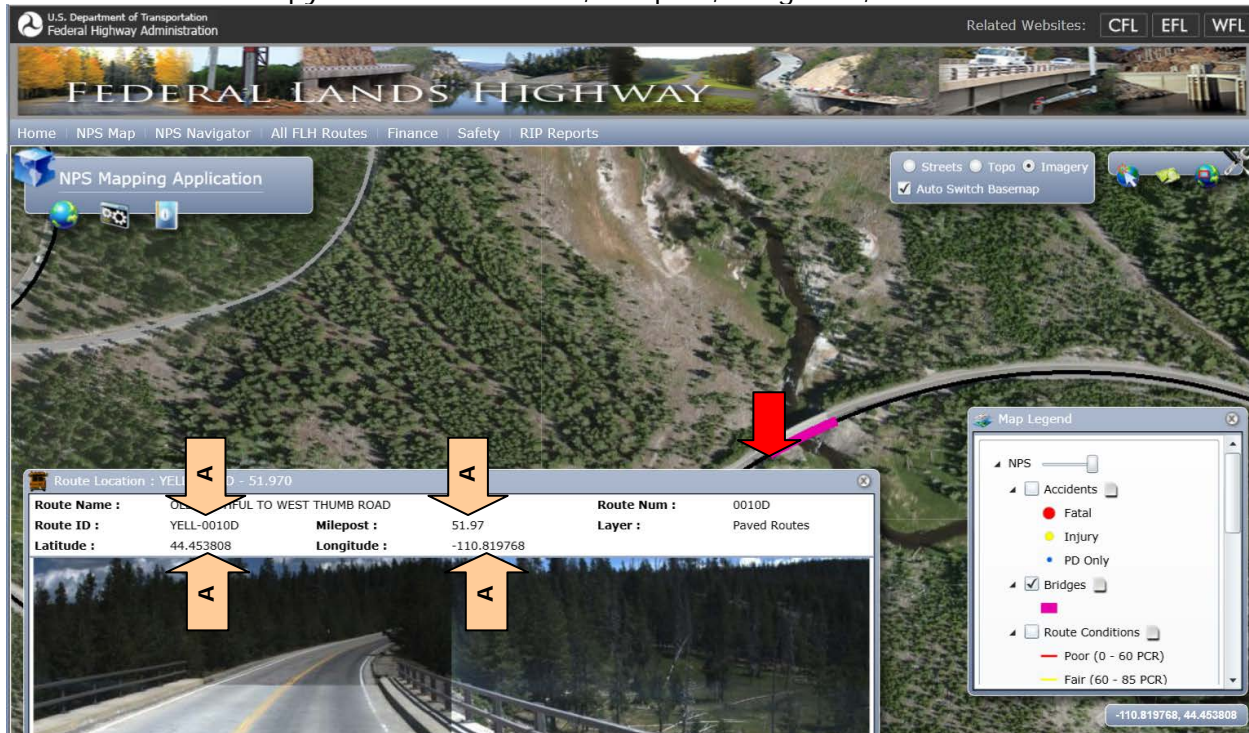 U.S. Department of Transportation
Federal Highway Administration
Related Websites: CFL EFL WFL
FEDERAL LANDS HIGHWAY
Home NPS Map NPS Navigator All FLH Routes Finance Safety RIP Reports
NPS Mapping Application
Streets Topo Imagery
Auto Switch Basemap
Map Legend
NPS
Accidents
Fatal
Injury
PD Only
Bridges
Route Conditions
Poor (0 - 60 PCR)
Fair (60 - 85 PCR)
A
A
Route Location : - 51.970
Route Name : TO WEST THUMB ROAD Route Num : 0010D
Route ID : YELL-0010D Milepost : 51.97 Layer : Paved Routes
Latitude : 44.453808 Longitude : -110.819768
A
A
-110.819768, 44.453808